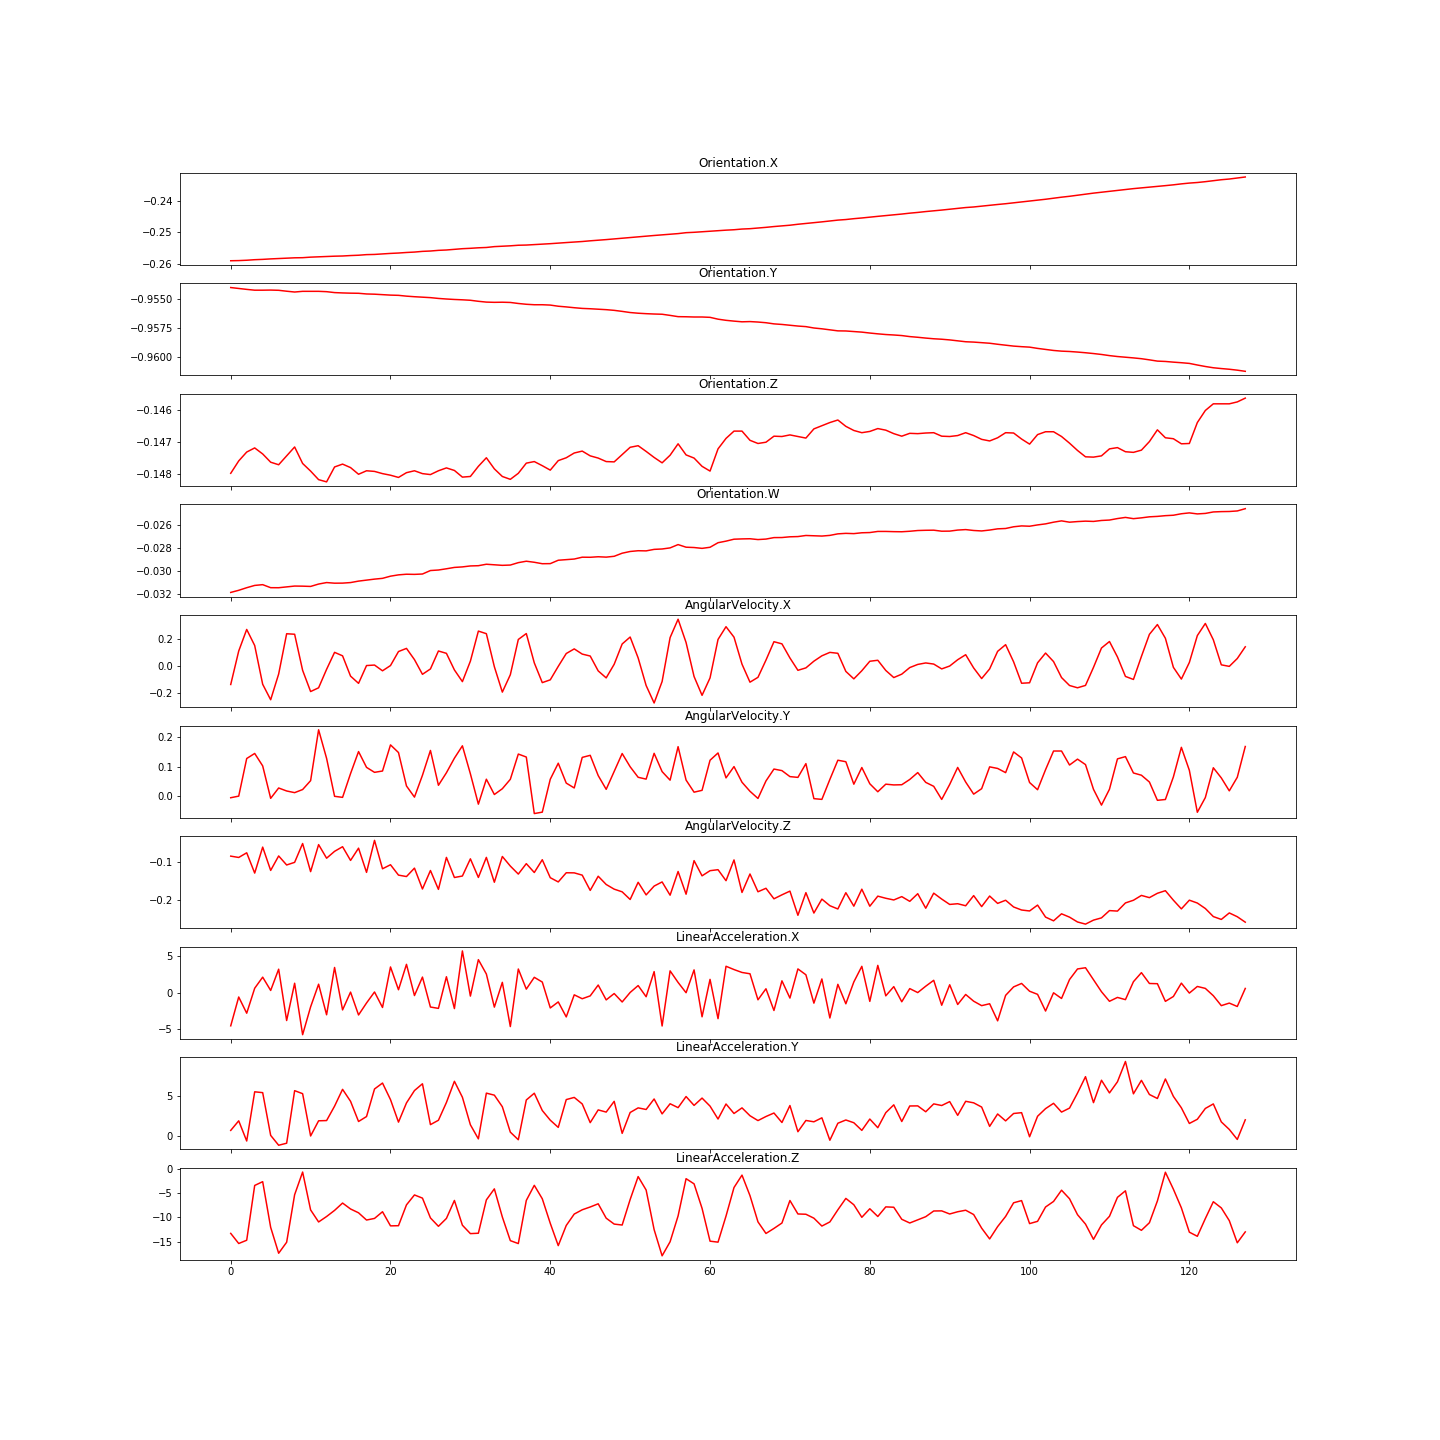 Orientation.X
−0.24
−0.25
−0.26
Orientation.Y
−0.9550
−0.9575
−0.9600
Orientation.Z
−0.146
−0.147
−0.148
Orientation.W
−0.026
−0.028
−0.030
−0.032
AngularVelocity.X
0.2
0.0
−0.2
AngularVelocity.Y
0.2
0.1
0.0
AngularVelocity.Z
−0.1
−0.2
LinearAcceleration.X
5
0
−5
LinearAcceleration.Y
5
0
LinearAcceleration.Z
0
−5
−10
−15
0 20 40 60 80 100 120